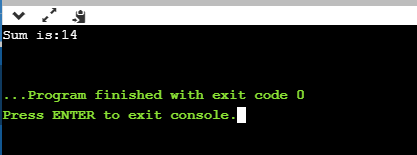 Sum is:14
...Program finished with exit code 0
Press ENTER to exit console.